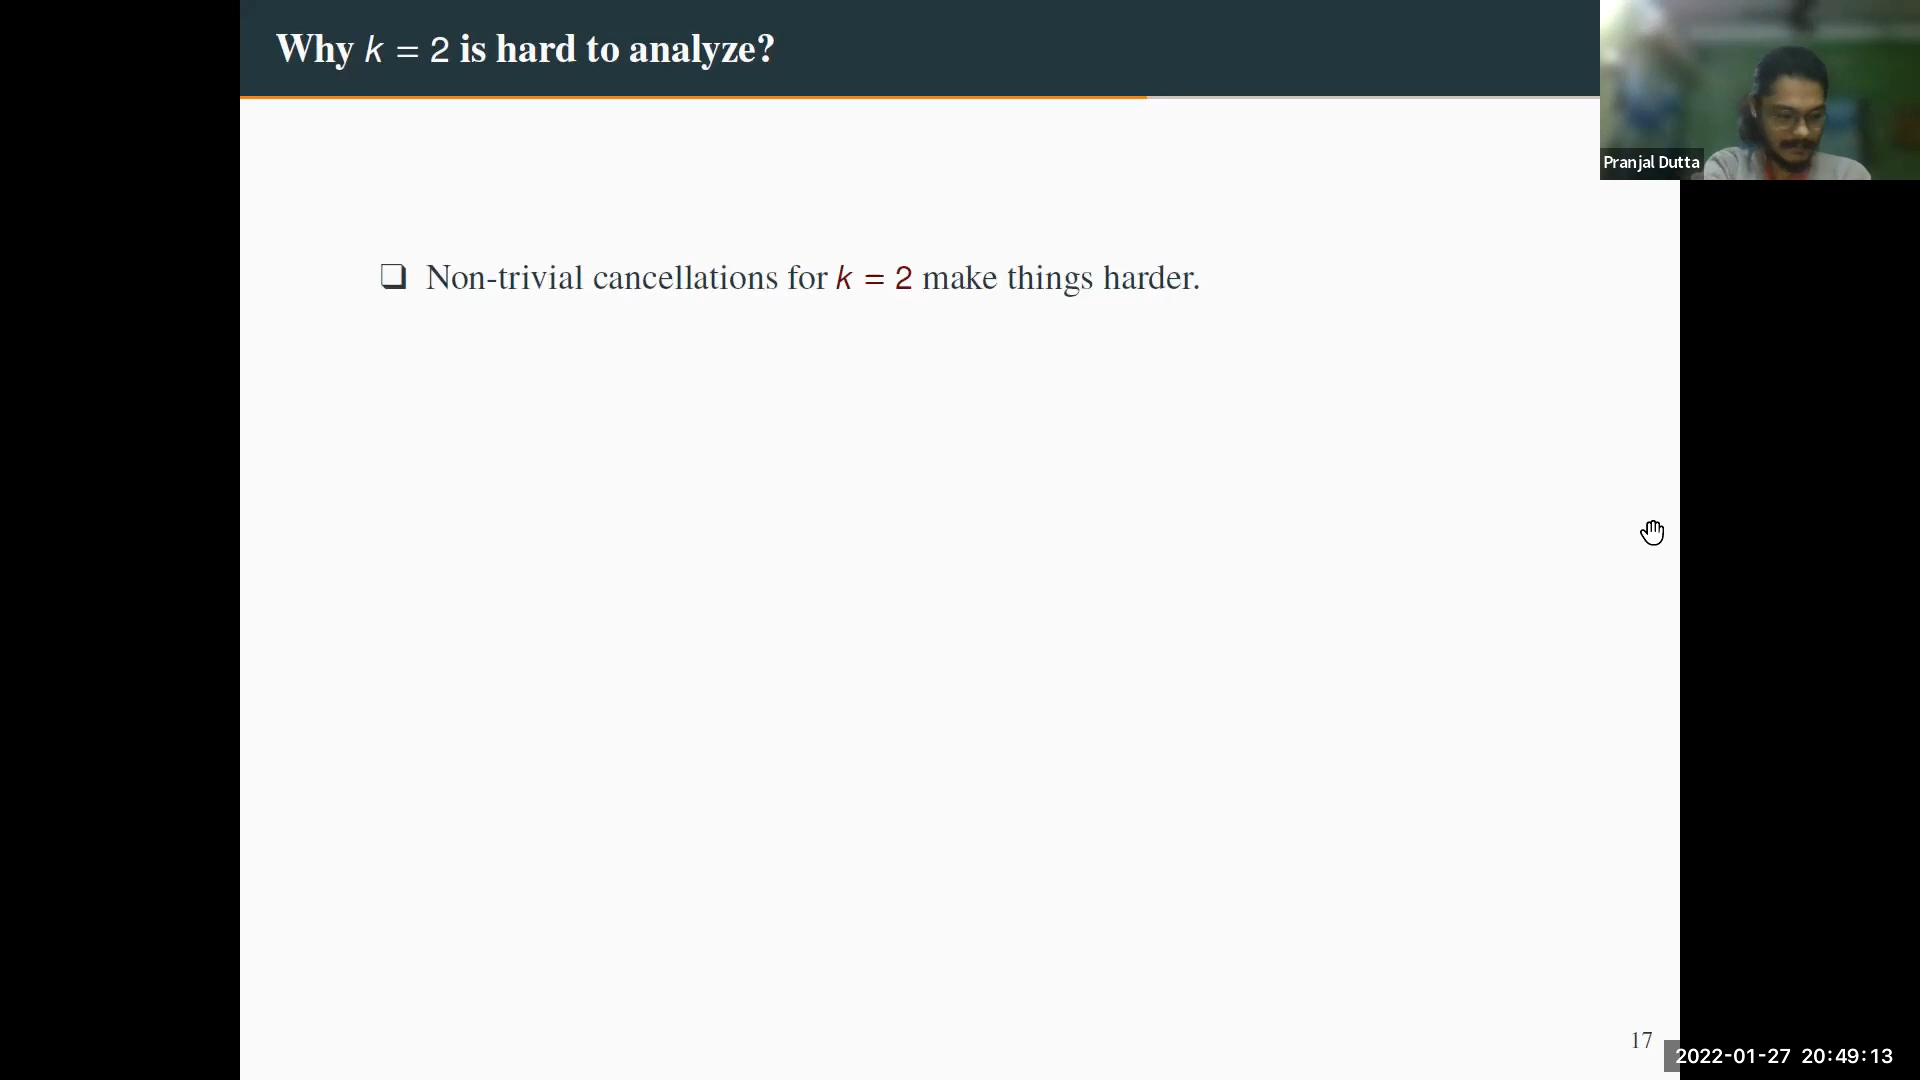 Why k = 2 is hard to analyze?
Pranjal Dutta
❏ Non-trivial cancellations for k = 2 make things harder.
17
2022-01-27 20:49:13